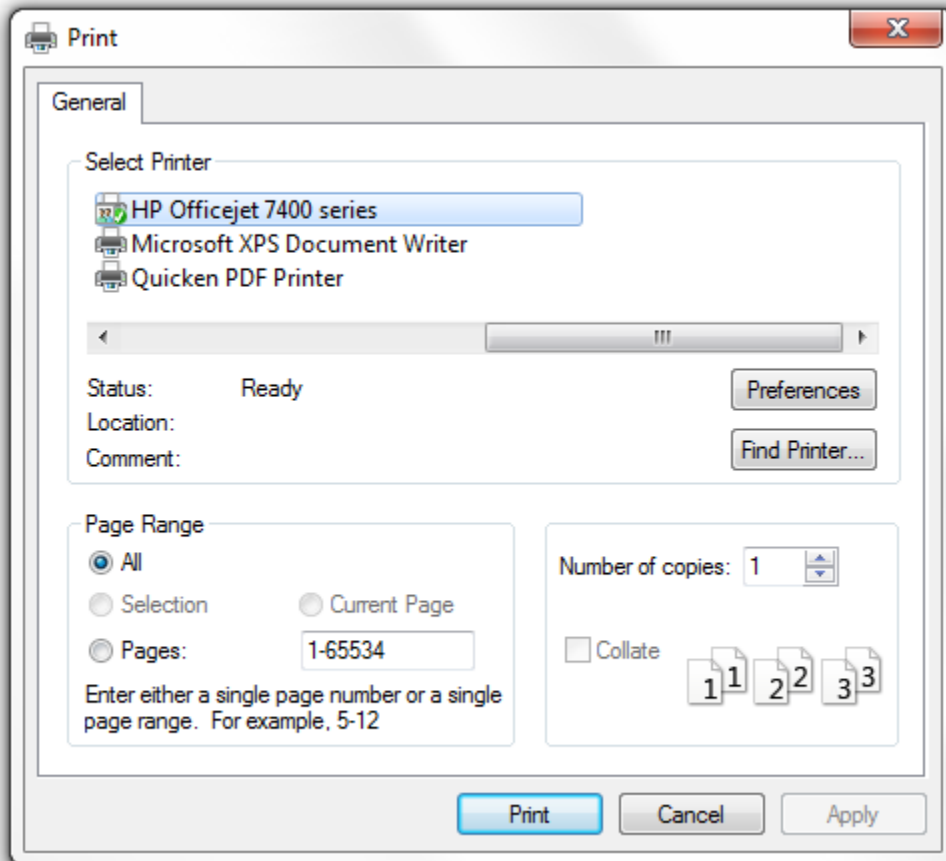 Print
General
Select Printer
HP Officejet 7400 series
Microsoft XPS Document Writer
Quicken PDF Printer
Status: Ready
Preferences
Location:
Comment:
Find Printer...
Page Range
All
Number of copies: 1
Selection Current Page
Pages: 1-65534
Collate
1 1 2 2 3 3
Enter either a single page number or a single
page range. For example, 5-12
Print Cancel Apply